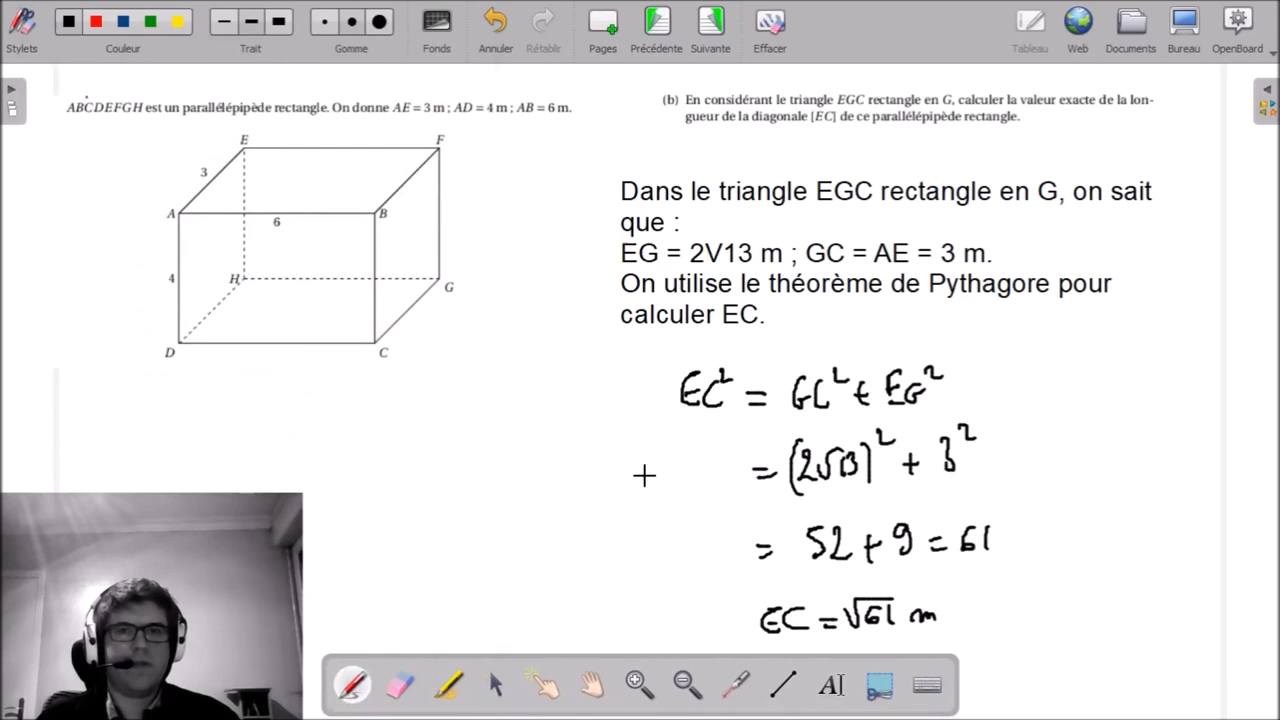 Stylets Couleur Trait Gomme Fonds Annuler Rétablir Pages Précédente Suivante Effacer Tableau Web Documents Bureau OpenBoard
ABCDEFGH est un parallélépipède rectangle. On donne AE = 3 m ; AD = 4 m ; AB = 6 m.
E F
3
A B
6
4 H G
D C
(b) En considérant le triangle EGC rectangle en G, calculer la valeur exacte de la lon-
gueur de la diagonale [EC] de ce parallélépipède rectangle.
Dans le triangle EGC rectangle en G, on sait
que :
EG = 2V13 m ; GC = AE = 3 m.
On utilise le théorème de Pythagore pour
calculer EC.
EC² = GC² + EG²
= (2√13)² + 3²
= 52 + 9 = 61
EC = √61 m